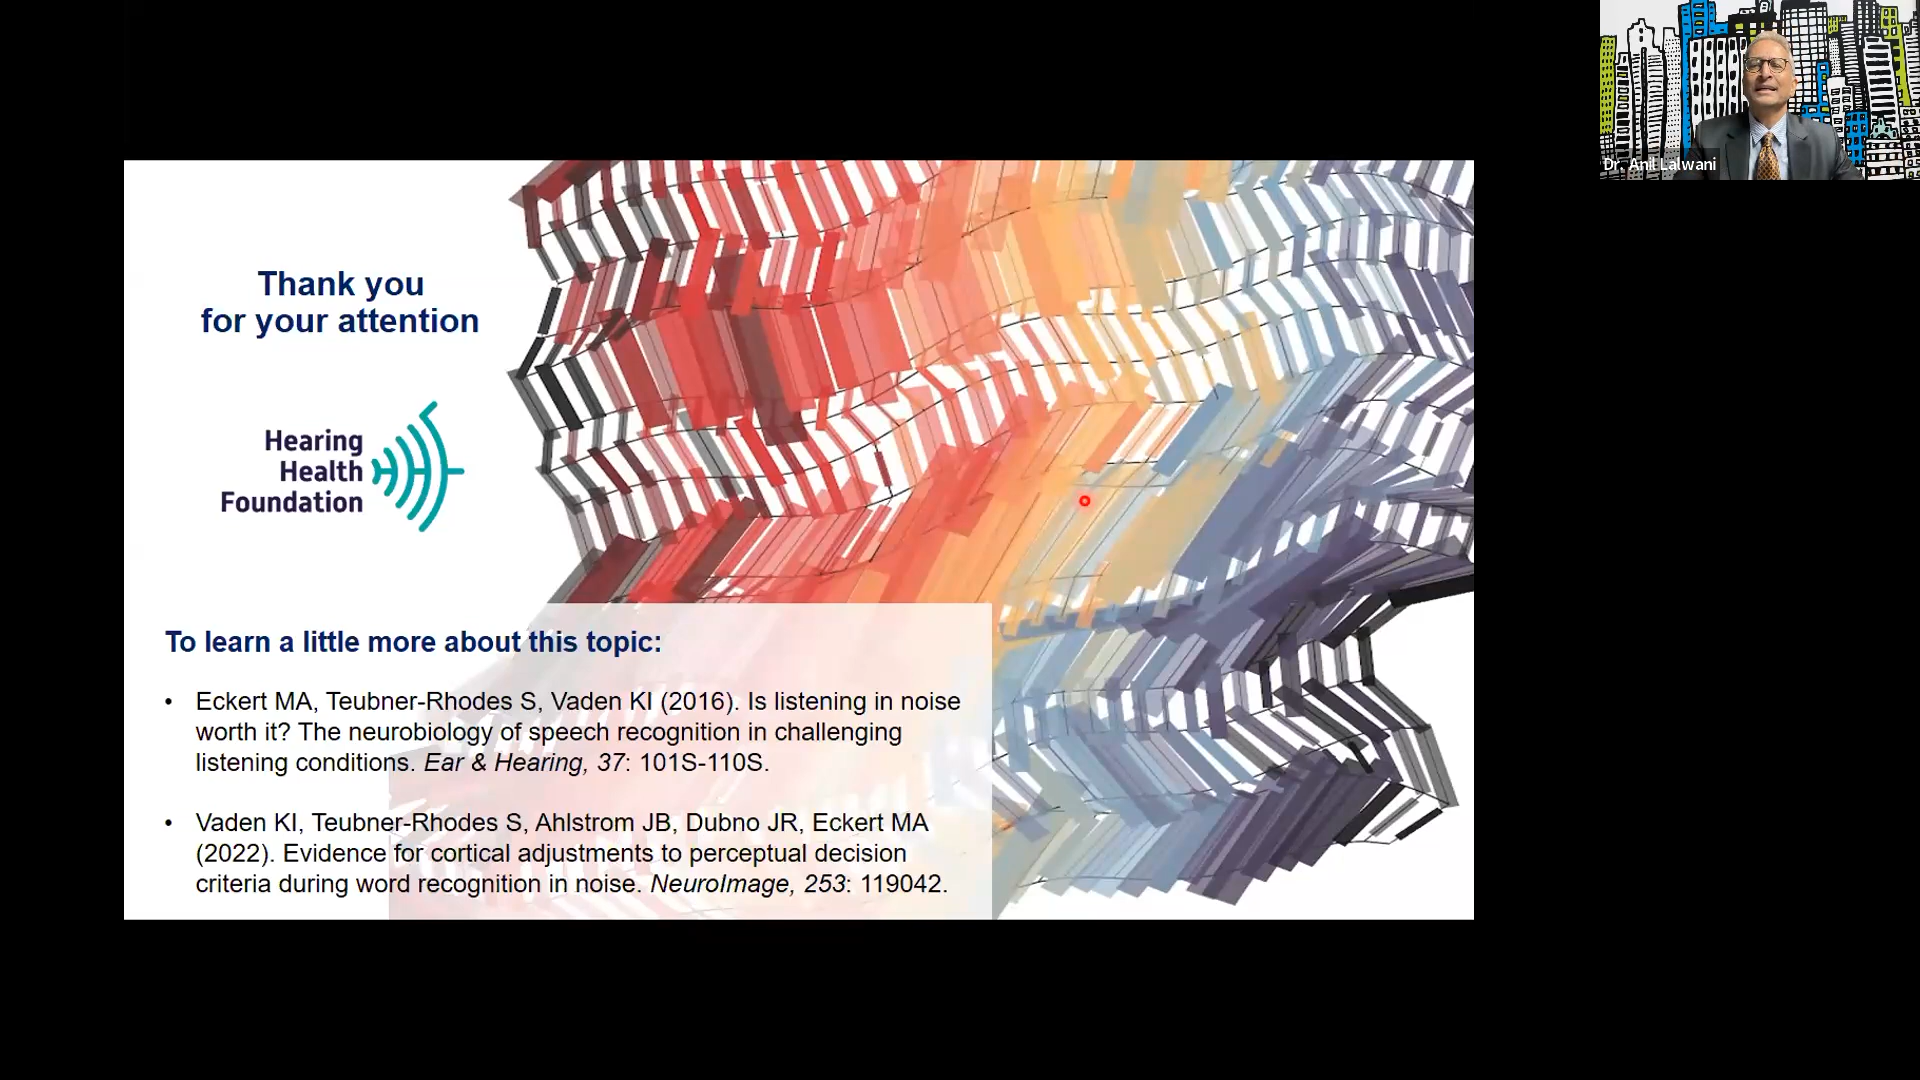 Dr. Anil Lalwani
Thank you
for your attention
Hearing
Health
Foundation
To learn a little more about this topic:
• Eckert MA, Teubner-Rhodes S, Vaden KI (2016). Is listening in noise
worth it? The neurobiology of speech recognition in challenging
listening conditions. Ear & Hearing, 37: 101S-110S.
• Vaden KI, Teubner-Rhodes S, Ahlstrom JB, Dubno JR, Eckert MA
(2022). Evidence for cortical adjustments to perceptual decision
criteria during word recognition in noise. NeuroImage, 253: 119042.